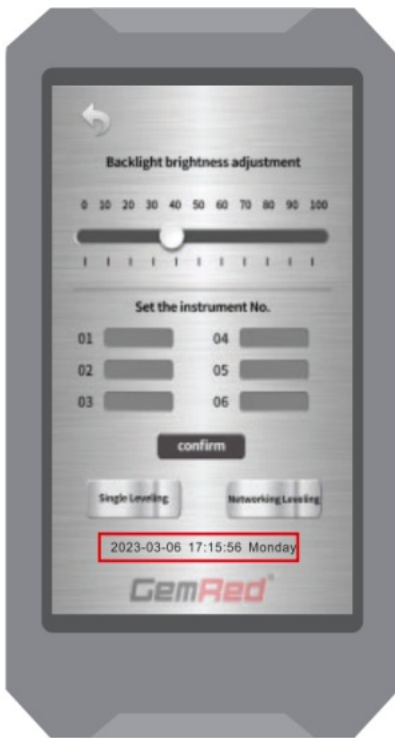 Backlight brightness adjustment
0 10 20 30 40 50 60 70 80 90 100
Set the instrument No.
01 04
02 05
03 06
confirm
Single Leveling Networking Leveling
2023-03-06 17:15:56 Monday
GemRed